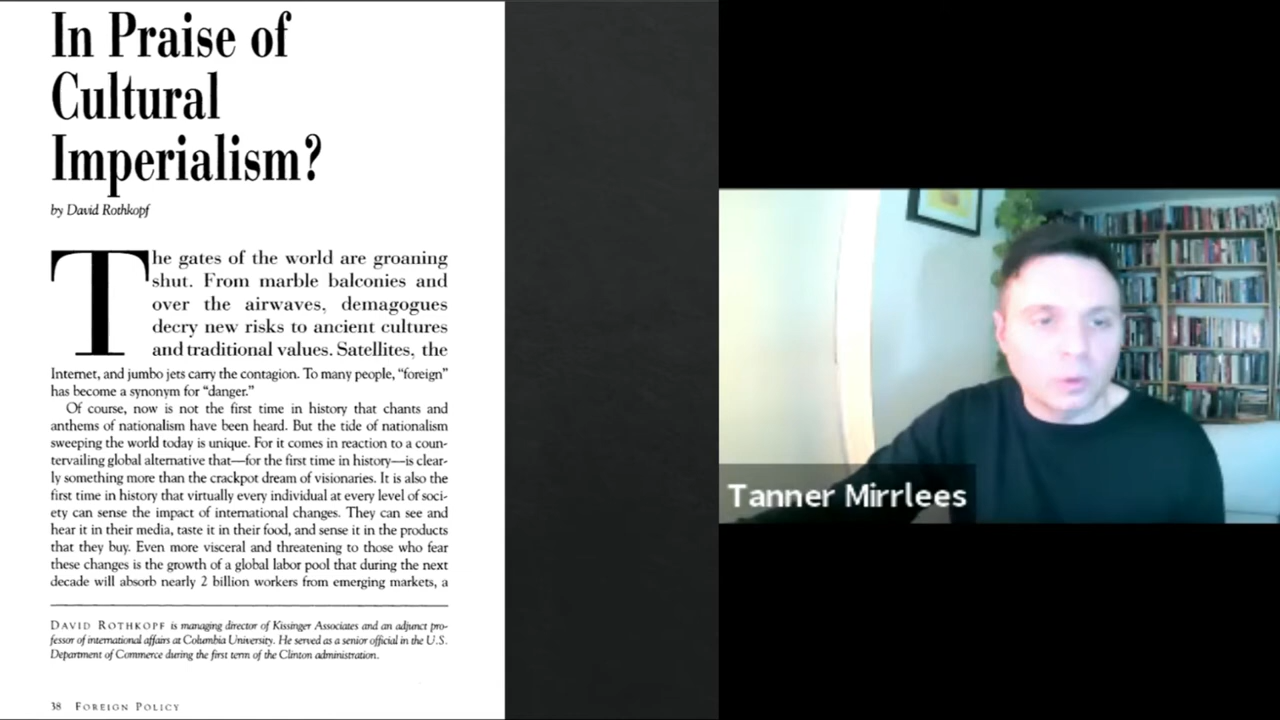 In Praise of
Cultural
Imperialism?
by David Rothkopf
The gates of the world are groaning
shut. From marble balconies and
over the airwaves, demagogues
decry new risks to ancient cultures
and traditional values. Satellites, the
Internet, and jumbo jets carry the contagion. To many people, “foreign”
has become a synonym for “danger.”
Of course, now is not the first time in history that chants and
anthems of nationalism have been heard. But the tide of nationalism
sweeping the world today is unique. For it comes in reaction to a coun-
tervailing global alternative that—for the first time in history—is clear-
ly something more than the crackpot dream of visionaries. It is also the
first time in history that virtually every individual at every level of soci-
ety can sense the impact of international changes. They can see and
hear it in their media, taste it in their food, and sense it in the products
that they buy. Even more visceral and threatening to those who fear
these changes is the growth of a global labor pool that during the next
decade will absorb nearly 2 billion workers from emerging markets, a
DAVID ROTHKOPF is managing director of Kissinger Associates and an adjunct pro-
fessor of international affairs at Columbia University. He served as a senior official in the U.S.
Department of Commerce during the first term of the Clinton administration.
38 FOREIGN POLICY
Tanner Mirrlees